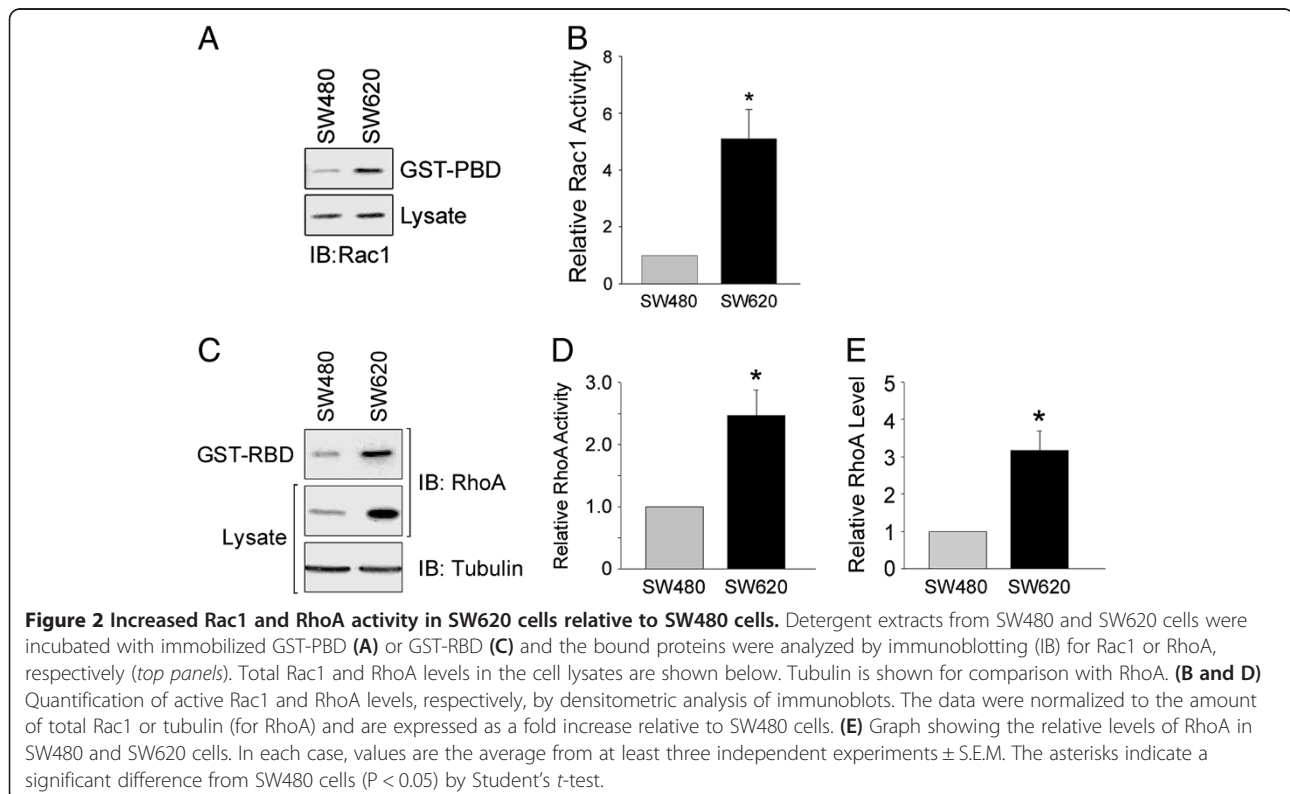 A
SW480
SW620
GST-PBD
Lysate
IB:Rac1
B
Relative Rac1 Activity
8
6
4
2
0
*
SW480
SW620
C
SW480
SW620
GST-RBD
IB: RhoA
Lysate
IB: Tubulin
D
Relative RhoA Activity
3.0
2.0
1.0
0
*
SW480
SW620
E
Relative RhoA Level
5
4
3
2
1
0
*
SW480
SW620
Figure 2 Increased Rac1 and RhoA activity in SW620 cells relative to SW480 cells. Detergent extracts from SW480 and SW620 cells were
incubated with immobilized GST-PBD (A) or GST-RBD (C) and the bound proteins were analyzed by immunoblotting (IB) for Rac1 or RhoA,
respectively (top panels). Total Rac1 and RhoA levels in the cell lysates are shown below. Tubulin is shown for comparison with RhoA. (B and D)
Quantification of active Rac1 and RhoA levels, respectively, by densitometric analysis of immunoblots. The data were normalized to the amount
of total Rac1 or tubulin (for RhoA) and are expressed as a fold increase relative to SW480 cells. (E) Graph showing the relative levels of RhoA in
SW480 and SW620 cells. In each case, values are the average from at least three independent experiments ± S.E.M. The asterisks indicate a
significant difference from SW480 cells (P < 0.05) by Student's t-test.